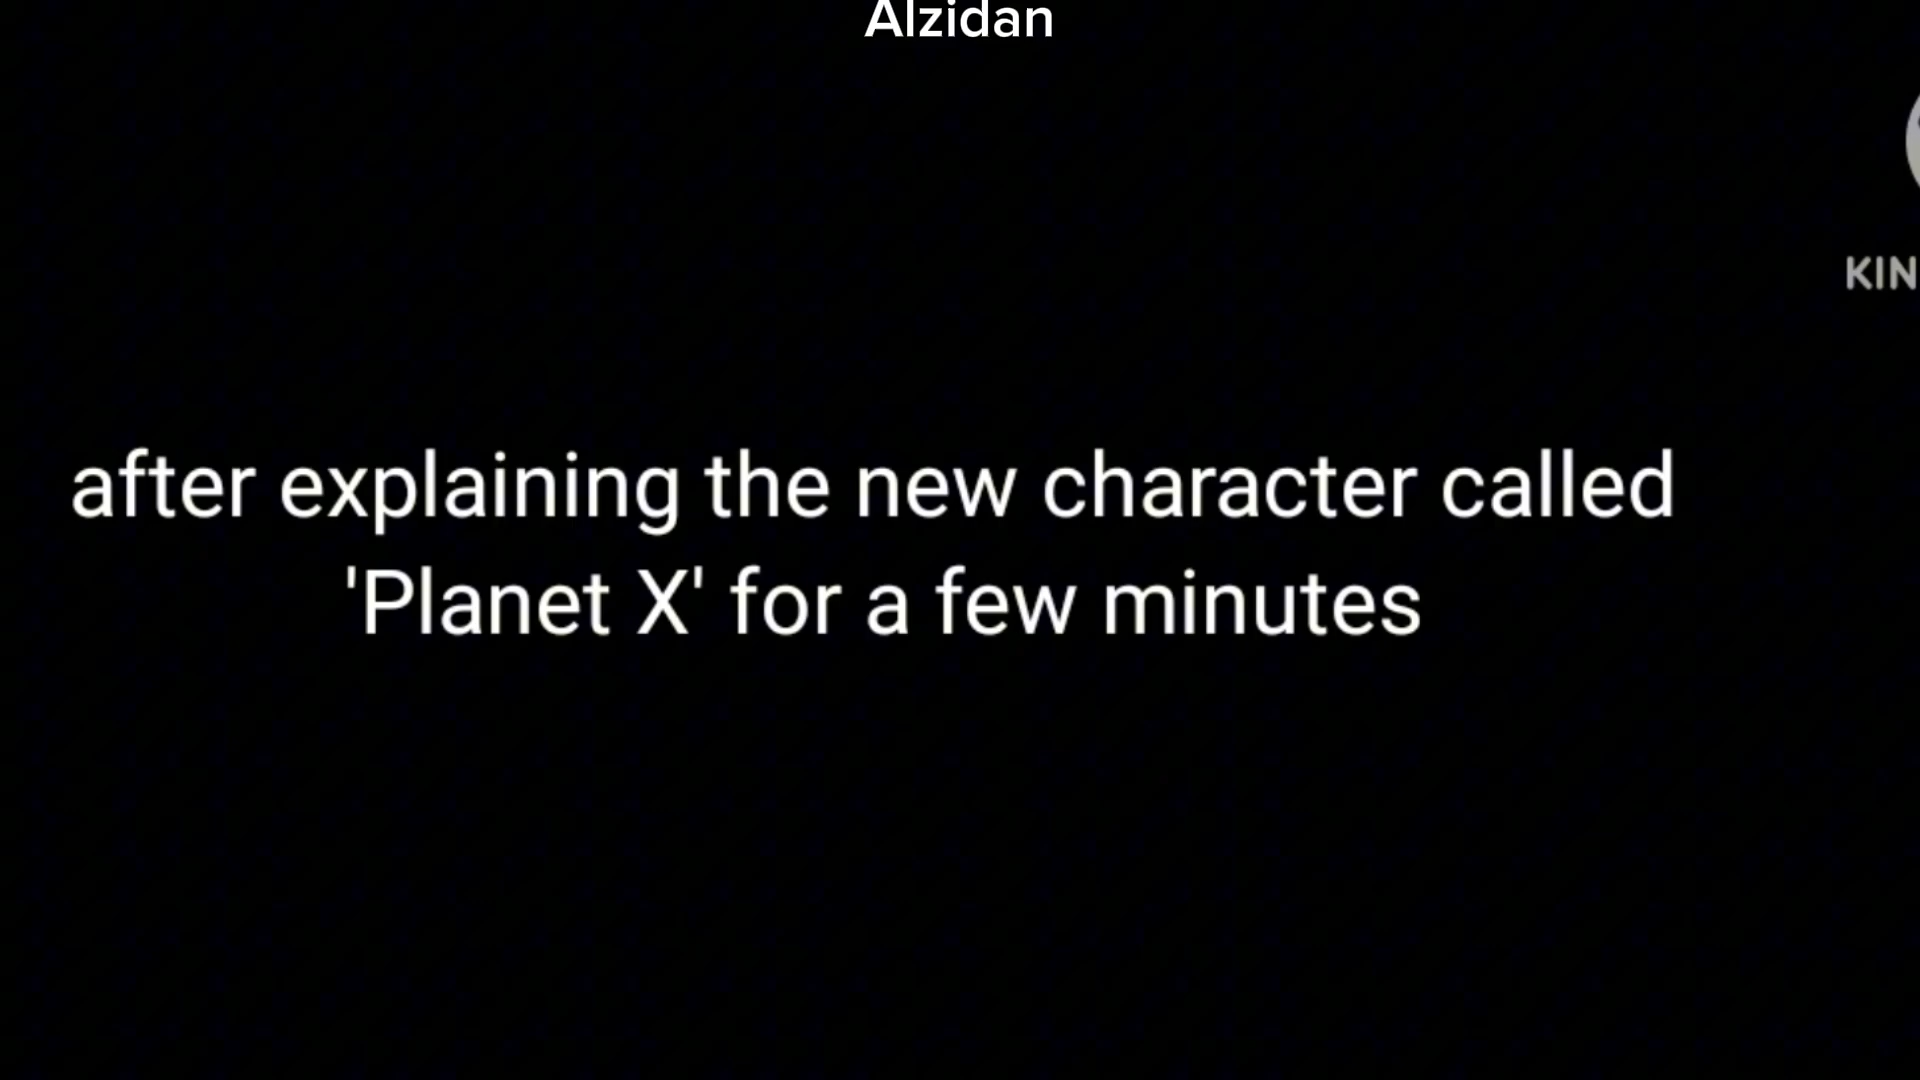 Alzidan
KIN
after explaining the new character called
'Planet X' for a few minutes